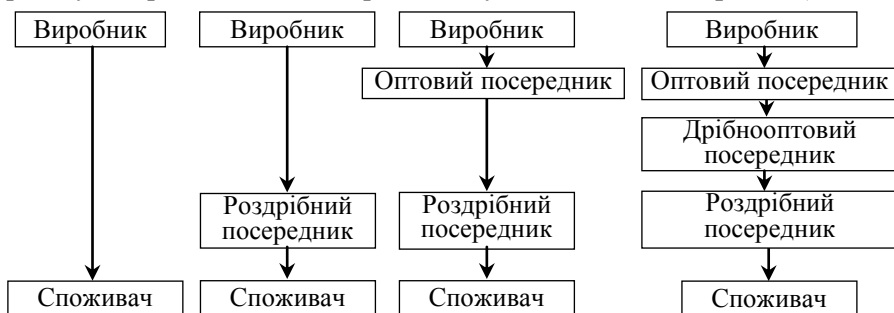 Виробник
Виробник
Виробник
Виробник
Оптовий посередник
Оптовий посередник
Дрібнооптовий
посередник
Роздрібний
посередник
Роздрібний
посередник
Роздрібний
посередник
Споживач
Споживач
Споживач
Споживач